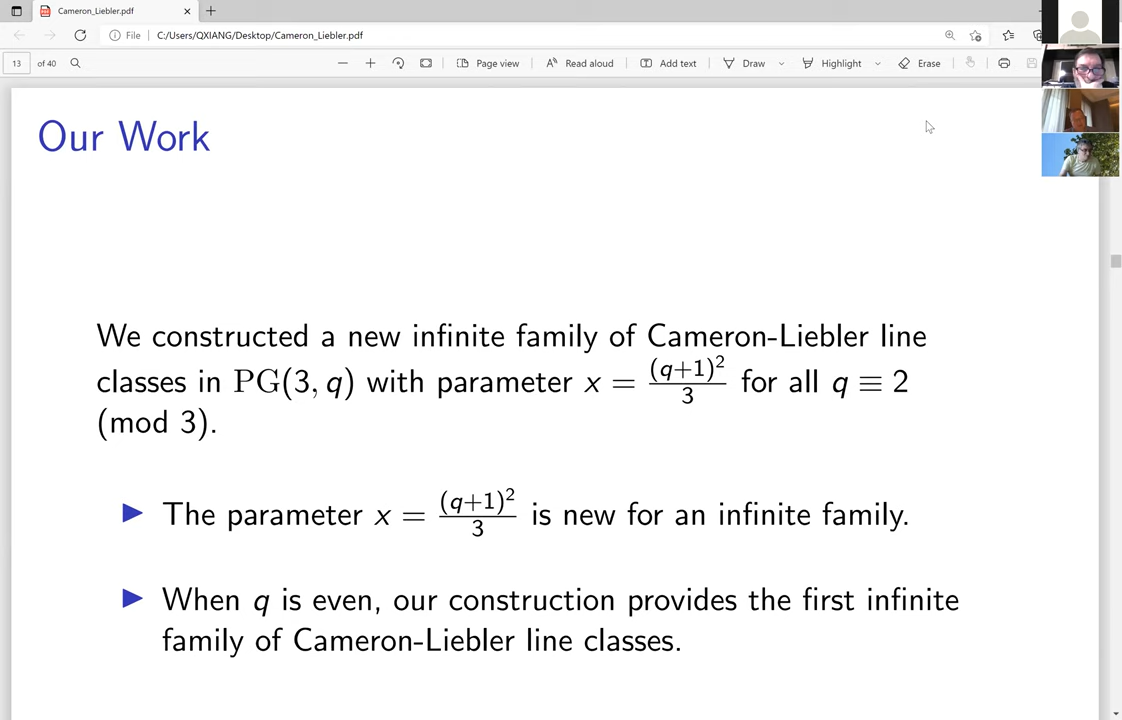 Cameron_Liebler.pdf
File C:/Users/QXIANG/Desktop/Cameron_Liebler.pdf
13 of 40 Page view Read aloud Add text Draw Highlight Erase
Our Work
We constructed a new infinite family of Cameron-Liebler line
classes in PG(3, q) with parameter x = (q+1)²/3 for all q ≡ 2
(mod 3).
▶ The parameter x = (q+1)²/3 is new for an infinite family.
▶ When q is even, our construction provides the first infinite
family of Cameron-Liebler line classes.